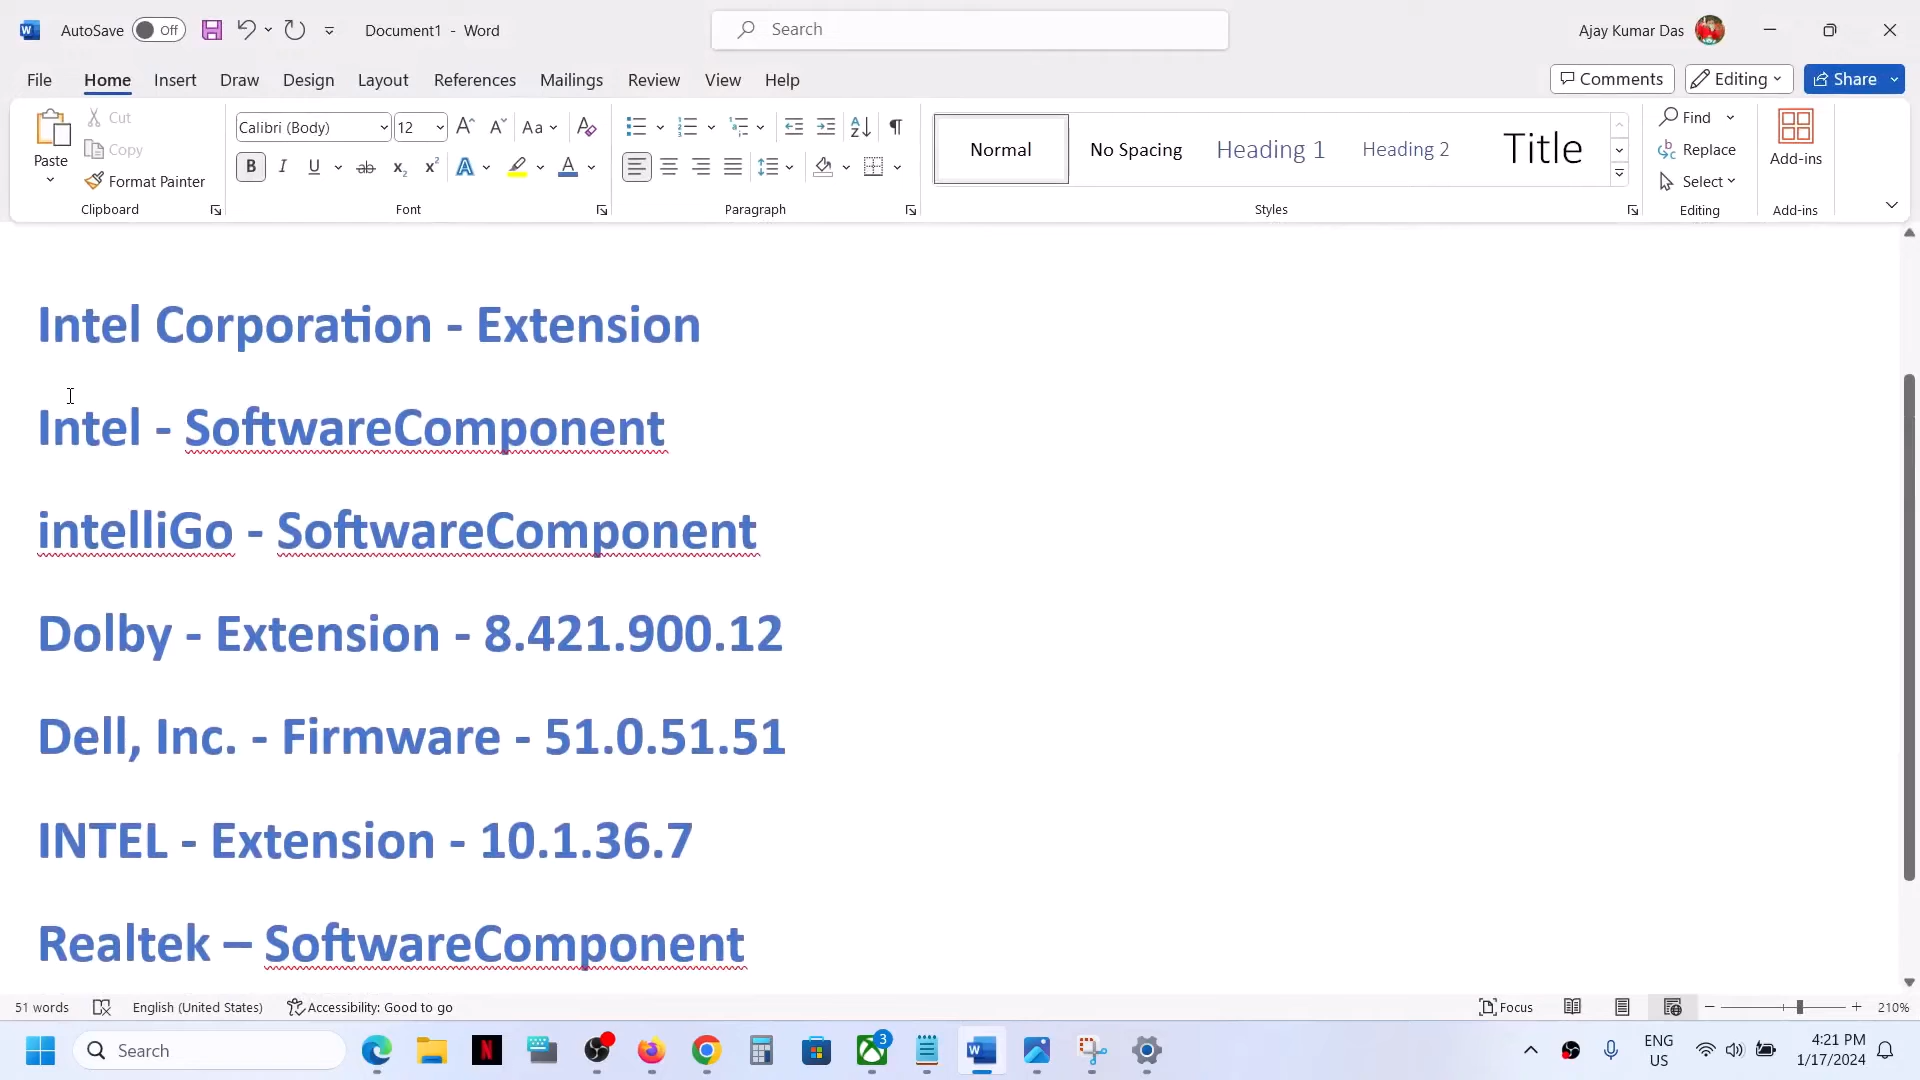 AutoSave Off Document1 - Word Search Ajay Kumar Das
File Home Insert Draw Design Layout References Mailings Review View Help Comments Editing Share
Paste Cut Copy Format Painter
Calibri (Body) 12 Aa
B I U ab x₂ x² A A
Normal No Spacing Heading 1 Heading 2 Title
Find Replace Select
Add-ins
Clipboard Font Paragraph Styles Editing Add-ins
Intel Corporation - Extension
Intel - SoftwareComponent
intelliGo - SoftwareComponent
Dolby - Extension - 8.421.900.12
Dell, Inc. - Firmware - 51.0.51.51
INTEL - Extension - 10.1.36.7
Realtek – SoftwareComponent
51 words English (United States) Accessibility: Good to go Focus 210%
Search 3 ENG US 4:21 PM 1/17/2024